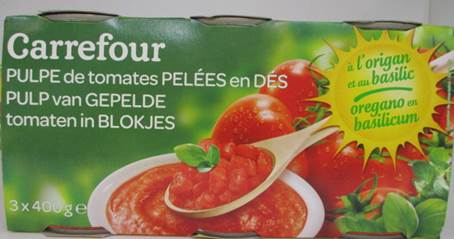 Carrefour
PULPE de tomates PELÉES en DÉS
PULP van GEPELDE
tomaten in BLOKJES
à l'origan
et au basilic
oregano en
basilicum
3 x 400 g e